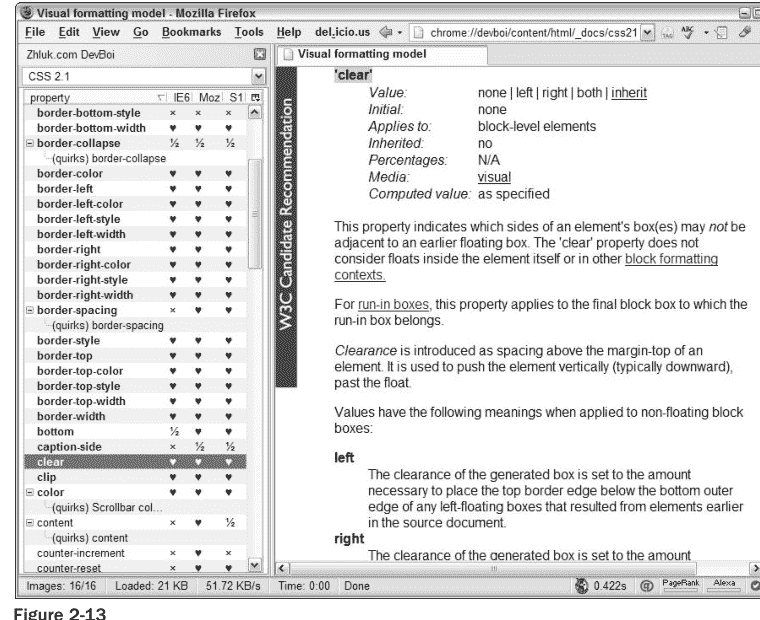 Visual formatting model - Mozilla Firefox
File Edit View Go Bookmarks Tools Help del.icio.us chrome://devboi/content/html/_docs/css21
Zhluk.com DevBoi
Visual formatting model
CSS 2.1
property IE6 Moz S1
border-bottom-style × × ×
border-bottom-width ♥ ♥ ♥
border-collapse ½ ½ ½
(quirks) border-collapse
border-color ♥ ♥ ♥
border-left ♥ ♥ ♥
border-left-color ♥ ♥ ♥
border-left-style ♥ ♥ ♥
border-left-width ♥ ♥ ♥
border-right ♥ ♥ ♥
border-right-color ♥ ♥ ♥
border-right-style ♥ ♥ ♥
border-right-width ♥ ♥ ♥
border-spacing × ♥ ♥
(quirks) border-spacing
border-style ♥ ♥ ♥
border-top ♥ ♥ ♥
border-top-color ♥ ♥ ♥
border-top-style ♥ ♥ ♥
border-top-width ♥ ♥ ♥
border-width ♥ ♥ ♥
bottom ½ ♥ ♥
caption-side × ½ ½
clear ♥ ♥ ♥
clip ♥ ♥ ♥
color ♥ ♥ ♥
(quirks) Scrollbar col...
content × ♥ ½
(quirks) content
counter-increment × ♥ ×
counter-reset × ♥ ♥
W3C Candidate Recommendation
'clear'
Value: none | left | right | both | inherit
Initial: none
Applies to: block-level elements
Inherited: no
Percentages: N/A
Media: visual
Computed value: as specified
This property indicates which sides of an element's box(es) may not be
adjacent to an earlier floating box. The 'clear' property does not
consider floats inside the element itself or in other block formatting
contexts.
For run-in boxes, this property applies to the final block box to which the
run-in box belongs.
Clearance is introduced as spacing above the margin-top of an
element. It is used to push the element vertically (typically downward),
past the float.
Values have the following meanings when applied to non-floating block
boxes:
left
The clearance of the generated box is set to the amount
necessary to place the top border edge below the bottom outer
edge of any left-floating boxes that resulted from elements earlier
in the source document.
right
The clearance of the generated box is set to the amount
Images: 16/16 Loaded: 21 KB 51.72 KB/s Time: 0:00 Done 0.422s @ PageRank Alexa
Figure 2-13